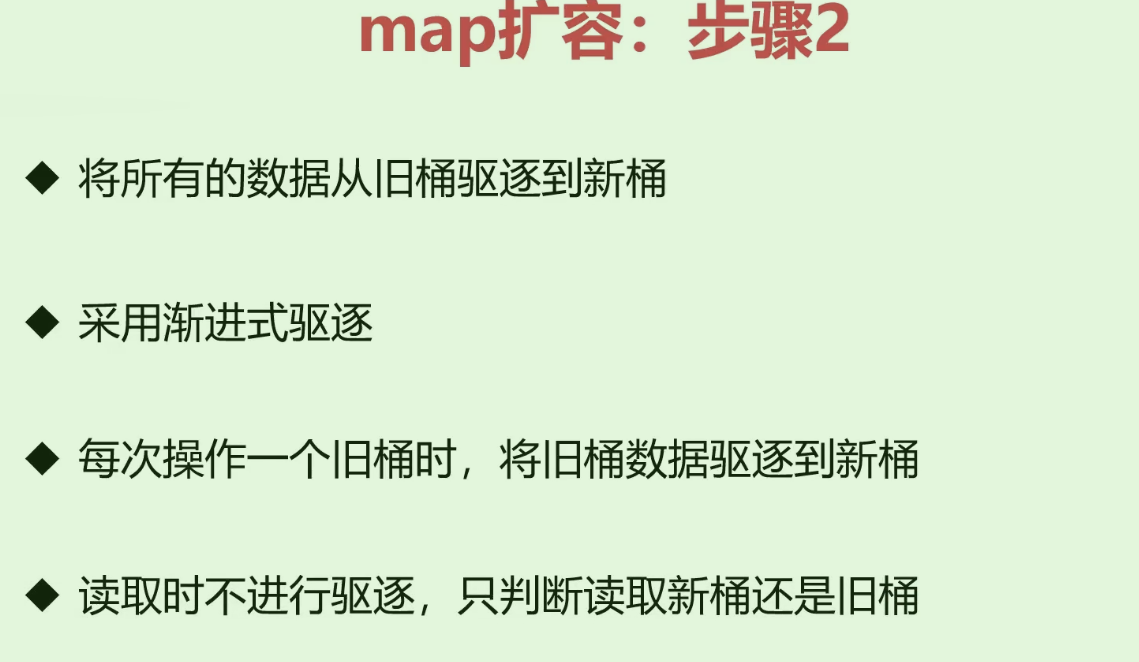 map扩容：步骤2
◆ 将所有的数据从旧桶驱逐到新桶
◆ 采用渐进式驱逐
◆ 每次操作一个旧桶时，将旧桶数据驱逐到新桶
◆ 读取时不进行驱逐，只判断读取新桶还是旧桶